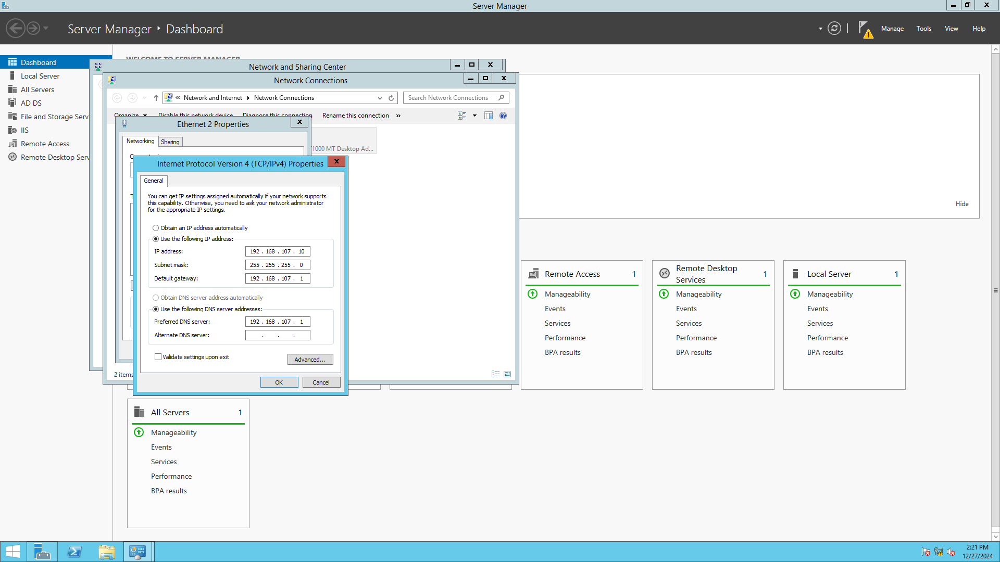 Server Manager
Server Manager ‣ Dashboard
Manage
Tools
View
Help
Dashboard
Local Server
All Servers
AD DS
File and Storage Serv
IIS
Remote Access
Remote Desktop Serv
WELCOME TO SERVER MANAGER
Hide
Network and Sharing Center
Network Connections
« Network and Internet ▸ Network Connections
Search Network Connections
Organize
Disable this network device
Diagnose this connection
Rename this connection
»
1000 MT Desktop Ad...
2 items
Ethernet 2 Properties
Networking
Sharing
Internet Protocol Version 4 (TCP/IPv4) Properties
General
You can get IP settings assigned automatically if your network supports
this capability. Otherwise, you need to ask your network administrator
for the appropriate IP settings.
Obtain an IP address automatically
Use the following IP address:
IP address:
192 . 168 . 107 . 10
Subnet mask:
255 . 255 . 255 . 0
Default gateway:
192 . 168 . 107 . 1
Obtain DNS server address automatically
Use the following DNS server addresses:
Preferred DNS server:
192 . 168 . 107 . 1
Alternate DNS server:
. . .
Validate settings upon exit
Advanced...
OK
Cancel
Remote Access
1
Manageability
Events
Services
Performance
BPA results
Remote Desktop
Services
1
Manageability
Events
Services
Performance
BPA results
Local Server
1
Manageability
Events
Services
Performance
BPA results
All Servers
1
Manageability
Events
Services
Performance
BPA results
2:21 PM
12/27/2024